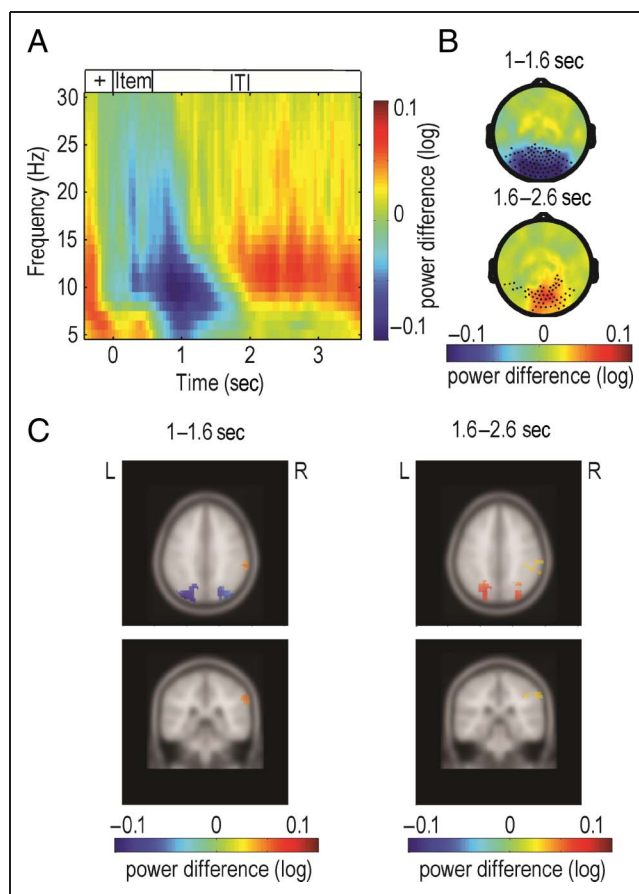 A
+ Item ITI
30
25
20
15
10
5
Frequency (Hz)
0 1 2 3
Time (sec)
0.1
0
−0.1
power difference (log)
B
1–1.6 sec
1.6–2.6 sec
−0.1 0 0.1
power difference (log)
C
1–1.6 sec
L R
−0.1 0 0.1
power difference (log)
1.6–2.6 sec
L R
−0.1 0 0.1
power difference (log)